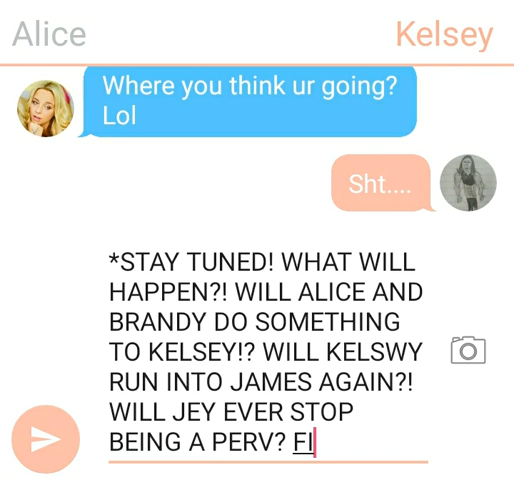 Alice Kelsey
Where you think ur going?
Lol
Sht....
*STAY TUNED! WHAT WILL
HAPPEN?! WILL ALICE AND
BRANDY DO SOMETHING
TO KELSEY!? WILL KELSWY
RUN INTO JAMES AGAIN?!
WILL JEY EVER STOP
BEING A PERV? FI